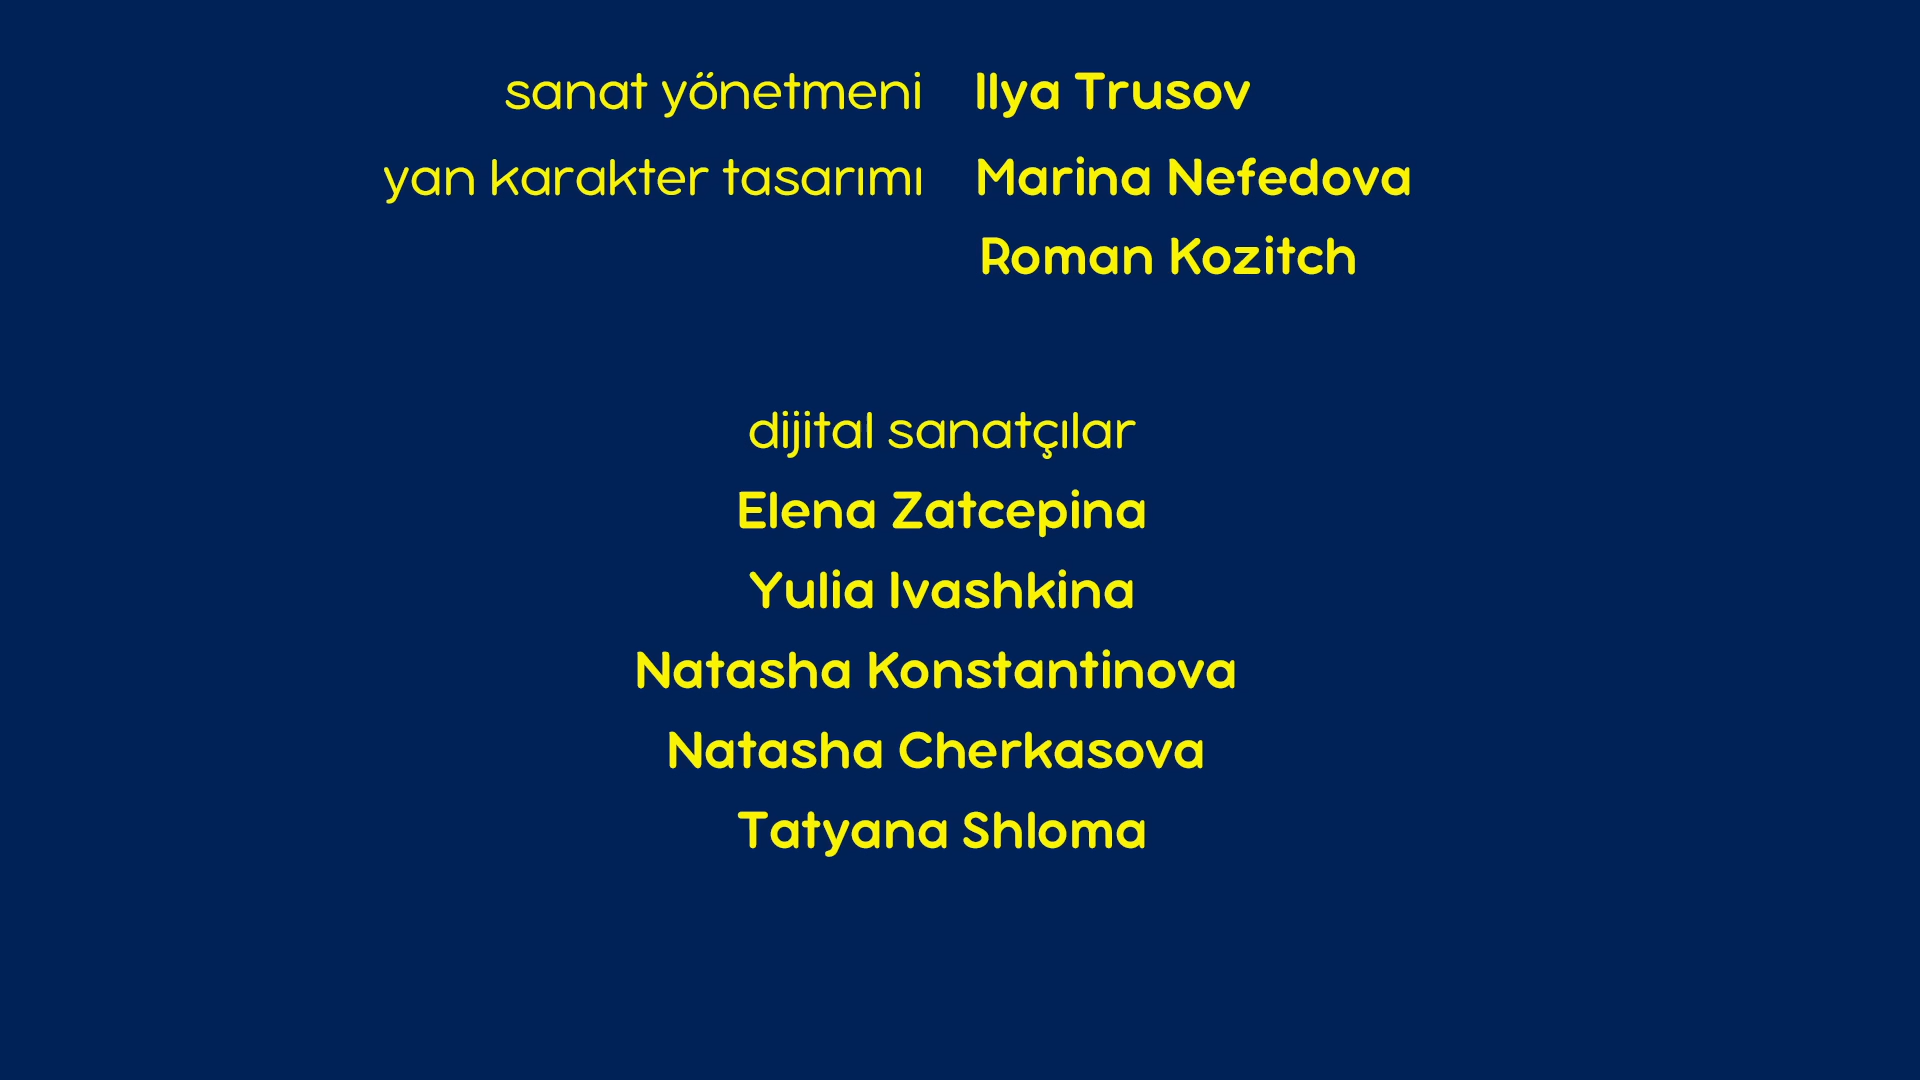 sanat yönetmeni Ilya Trusov
yan karakter tasarımı Marina Nefedova
Roman Kozitch
dijital sanatçılar
Elena Zatcepina
Yulia Ivashkina
Natasha Konstantinova
Natasha Cherkasova
Tatyana Shloma